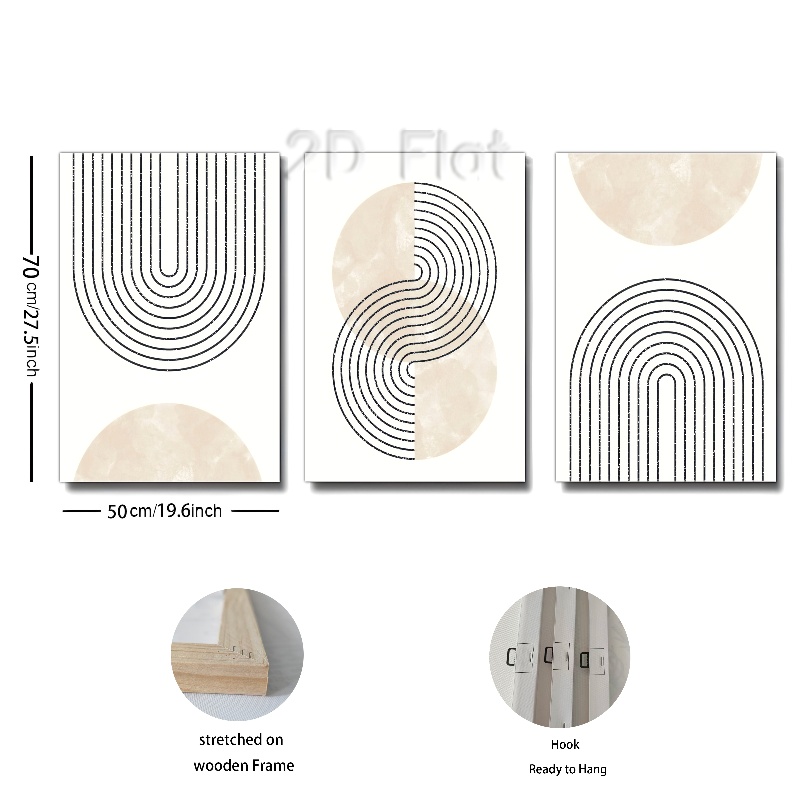 2D Flat
70 cm/27.5inch
50cm/19.6inch
stretched on
wooden Frame
Hook
Ready to Hang